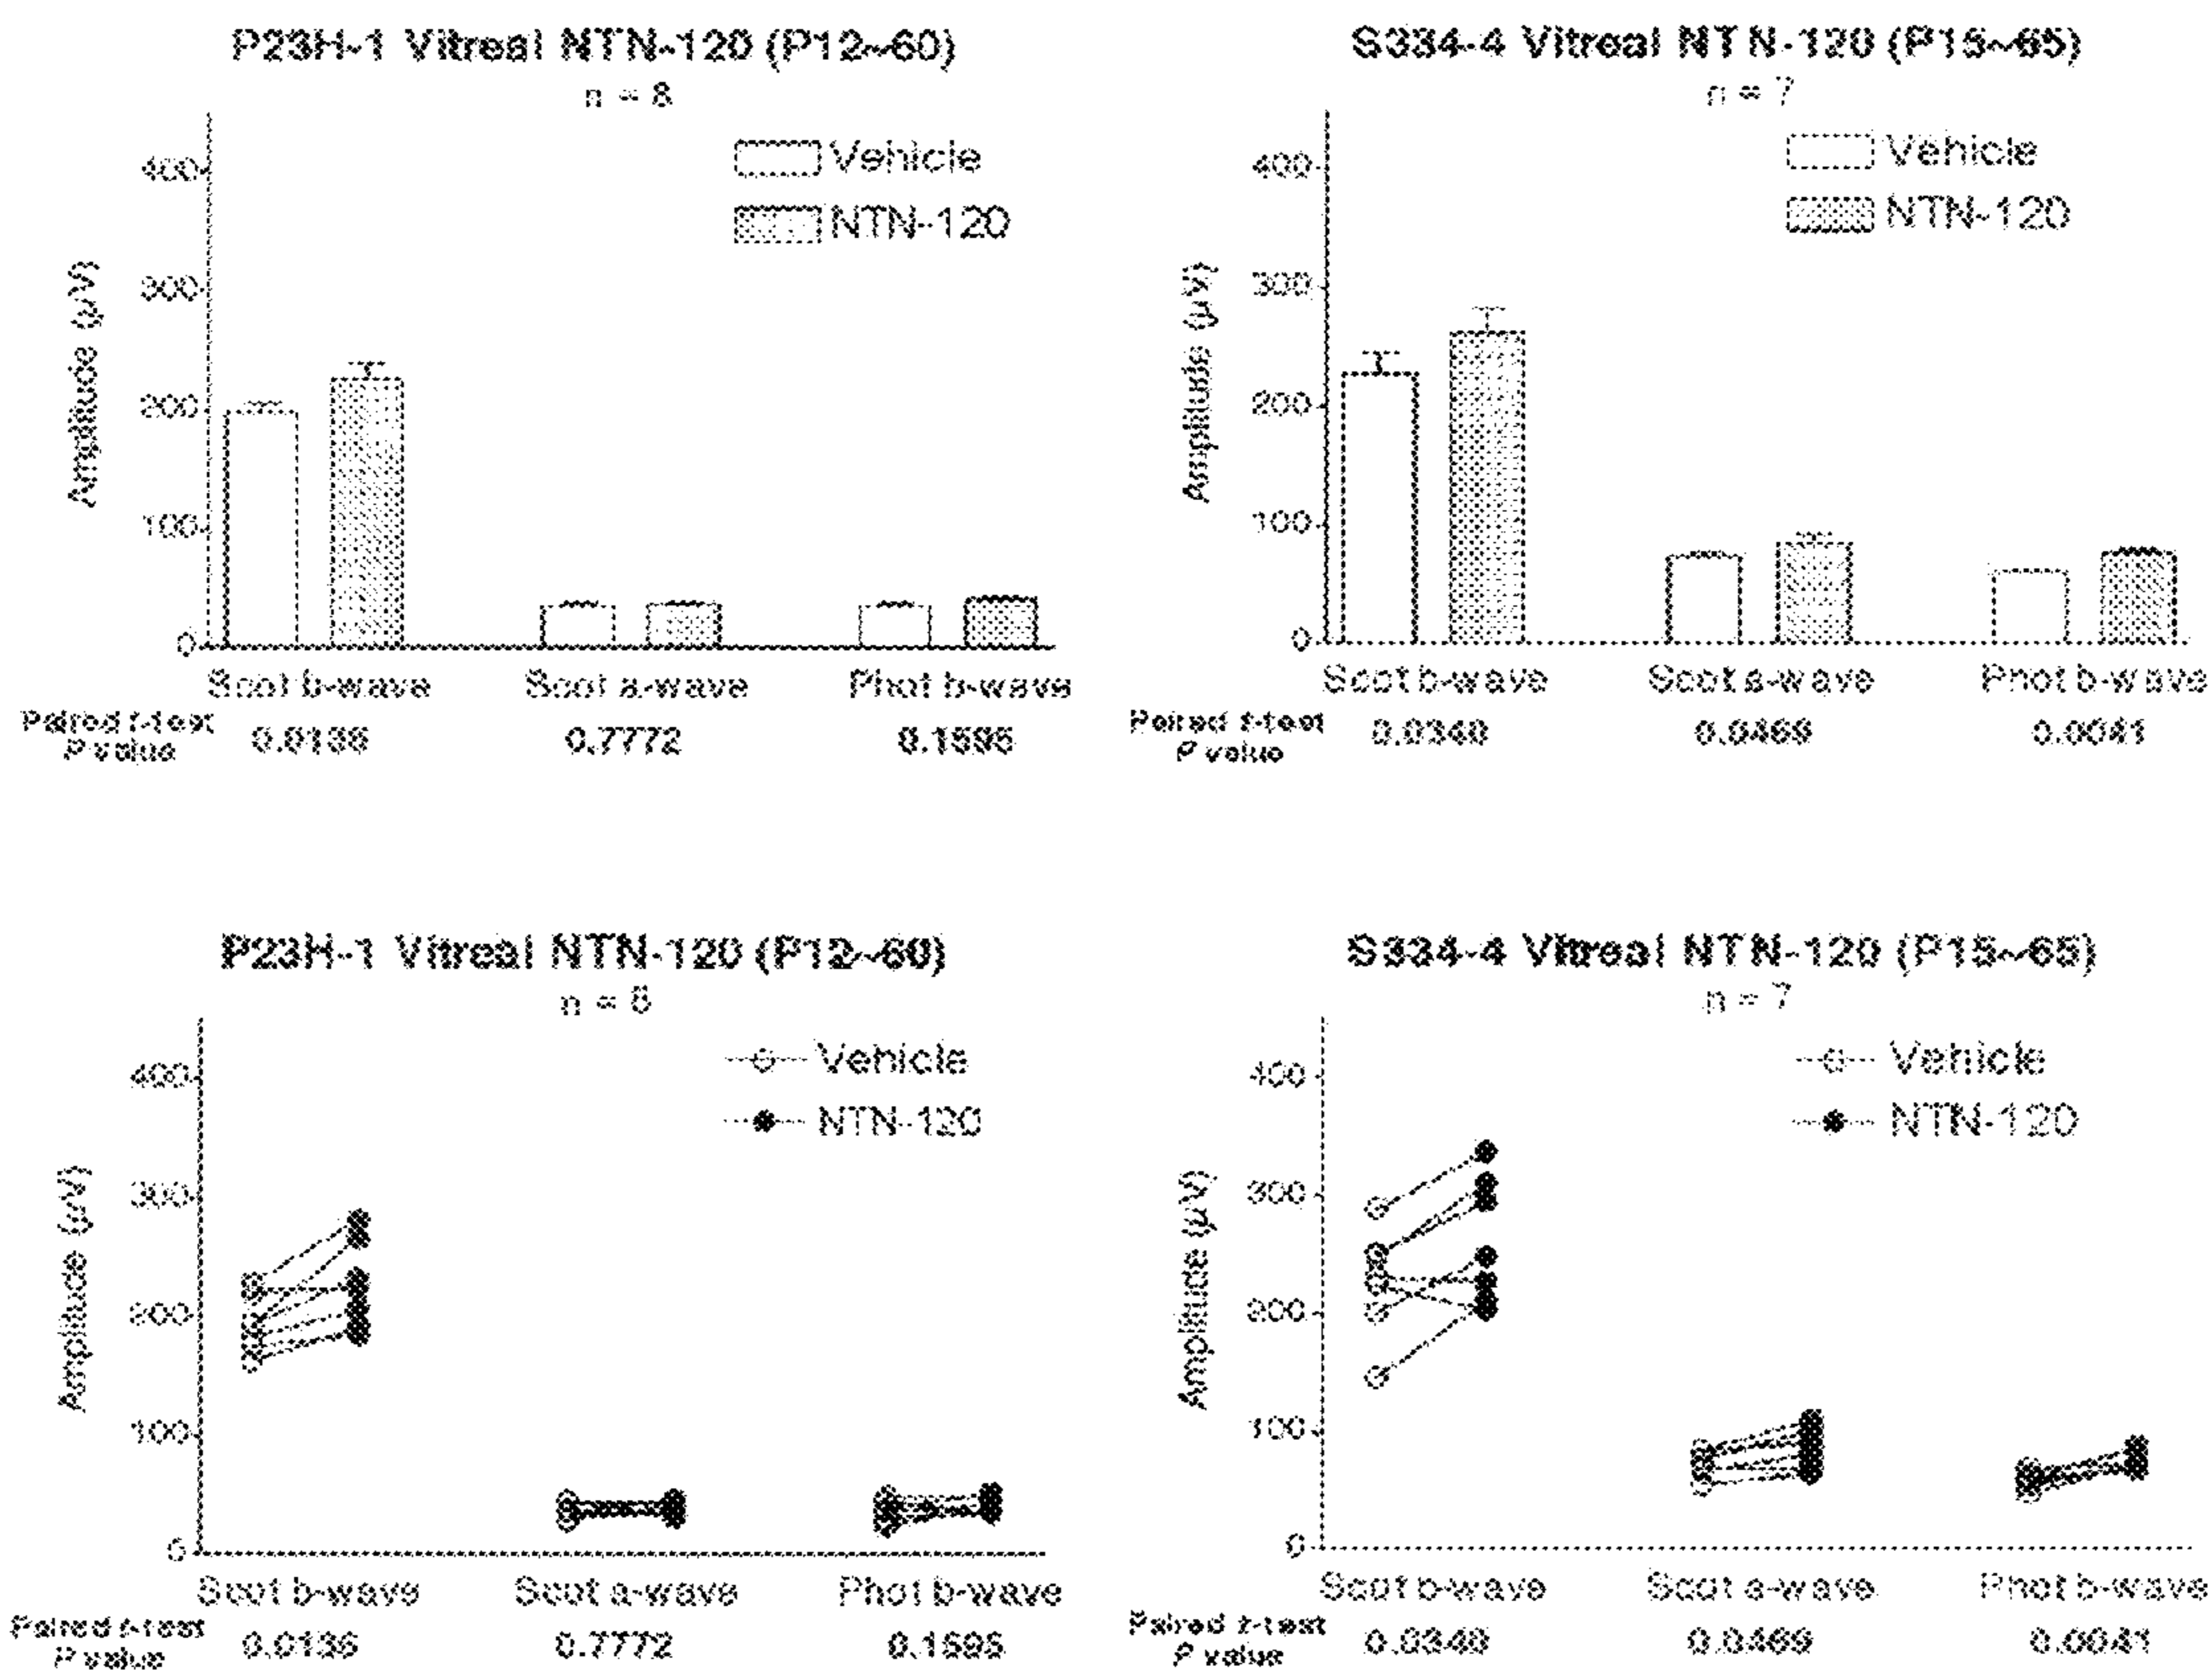 P23H-1 Vitreal NTN-120 (P12~60)
n = 8
Vehicle
NTN-120
400
300
200
100
0
Amplitude (μV)
Scot b-wave Scot a-wave Phot b-wave
Paired t-test
P value
0.0136 0.7772 0.1595
S334-4 Vitreal NTN-120 (P15~65)
n = 7
Vehicle
NTN-120
400
300
200
100
0
Amplitude (μV)
Scot b-wave Scot a-wave Phot b-wave
Paired t-test
P value
0.0348 0.0469 0.0041
P23H-1 Vitreal NTN-120 (P12~60)
n = 8
Vehicle
NTN-120
400
300
200
100
0
Amplitude (μV)
Scot b-wave Scot a-wave Phot b-wave
Paired t-test
P value
0.0136 0.7772 0.1595
S334-4 Vitreal NTN-120 (P15~65)
n = 7
Vehicle
NTN-120
400
300
200
100
0
Amplitude (μV)
Scot b-wave Scot a-wave Phot b-wave
Paired t-test
P value
0.0348 0.0469 0.0041